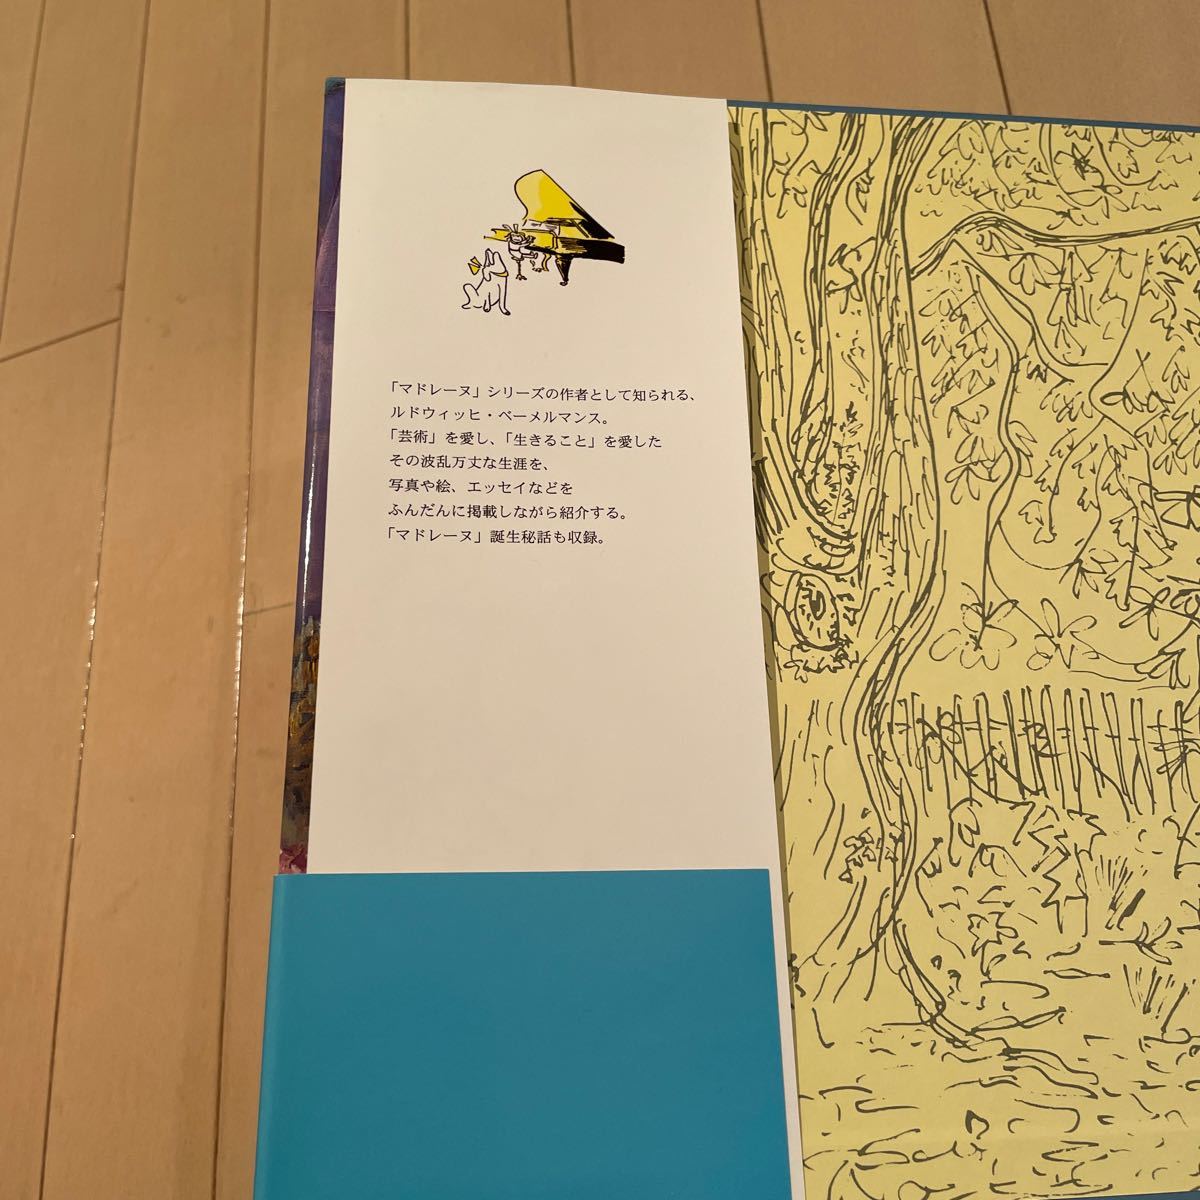 「マドレーヌ」シリーズの作者として知られる、
ルドウィッヒ・ベーメルマンス。
「芸術」を愛し、「生きること」を愛した
その波乱万丈な生涯を、
写真や絵、エッセイなどを
ふんだんに掲載しながら紹介する。
「マドレーヌ」誕生秘話も収録。